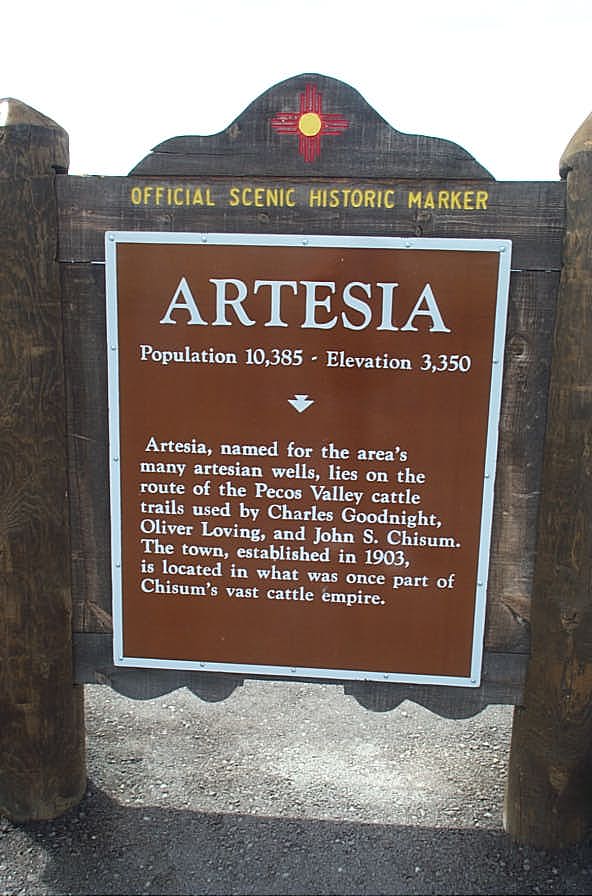 OFFICIAL SCENIC HISTORIC MARKER
ARTESIA
Population 10,385 - Elevation 3,350
Artesia, named for the area's
many artesian wells, lies on the
route of the Pecos Valley cattle
trails used by Charles Goodnight,
Oliver Loving, and John S. Chisum.
The town, established in 1903,
is located in what was once part of
Chisum's vast cattle empire.